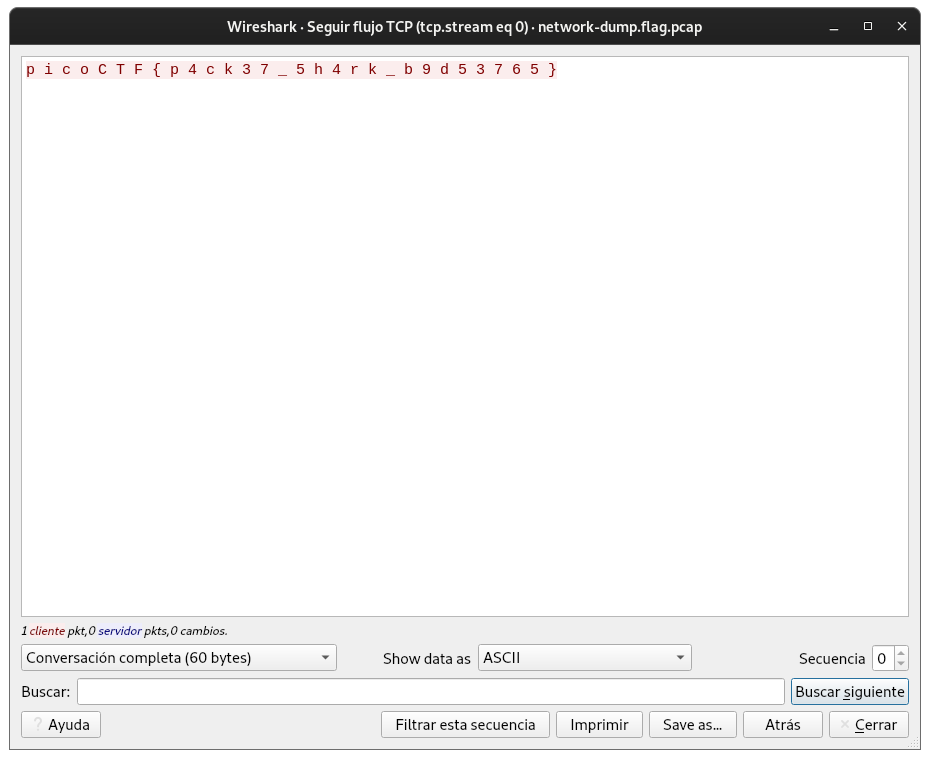 Wireshark · Seguir flujo TCP (tcp.stream eq 0) · network-dump.flag.pcap
p i c o C T F { p 4 c k 3 7 _ 5 h 4 r k _ b 9 d 5 3 7 6 5 }
1 cliente pkt,0 servidor pkts,0 cambios.
Conversación completa (60 bytes) Show data as ASCII Secuencia 0
Buscar: Buscar siguiente
? Ayuda Filtrar esta secuencia Imprimir Save as... Atrás × Cerrar